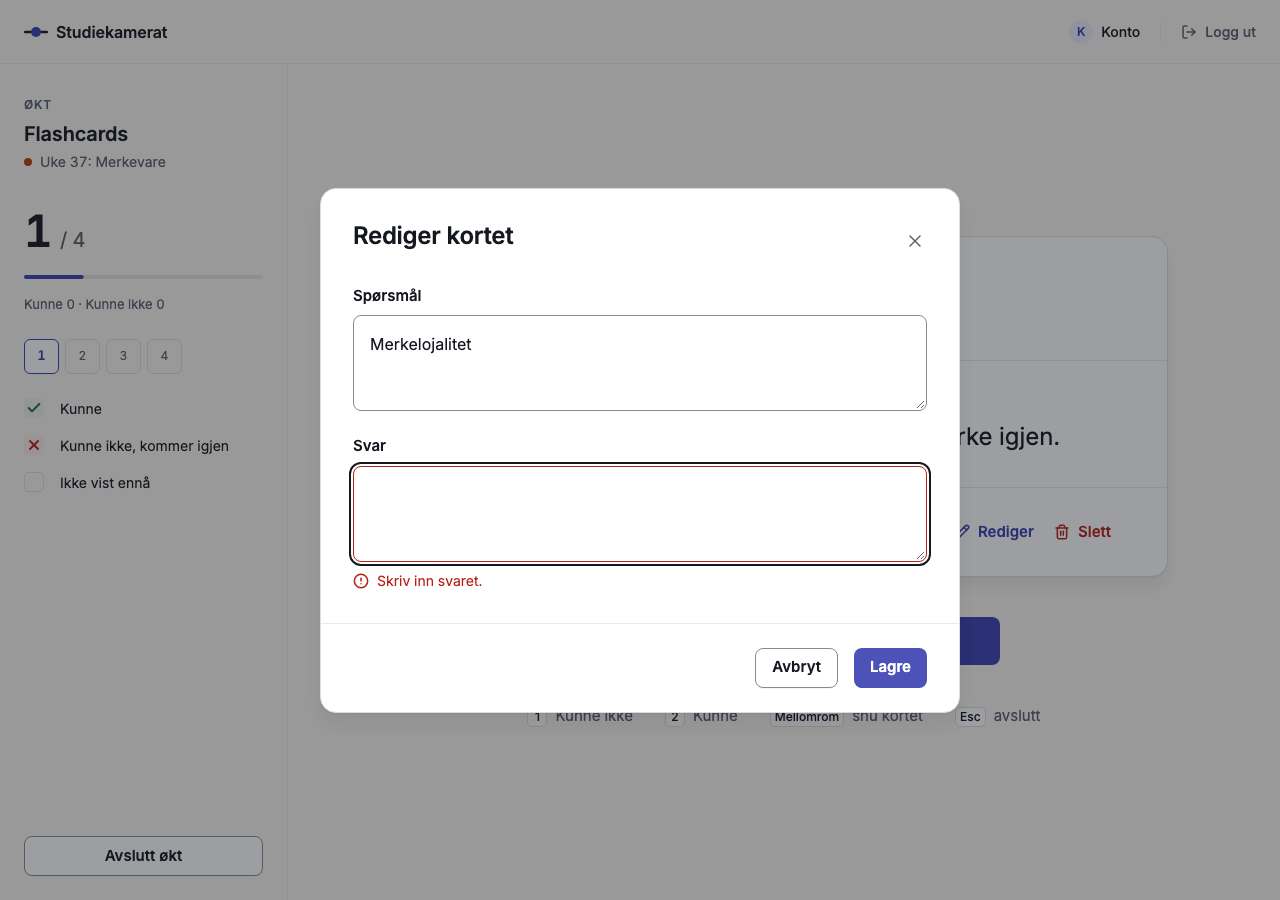 Studiekamerat
K Konto
Logg ut
ØKT
Flashcards
Uke 37: Merkevare
1 / 4
Kunne 0 · Kunne ikke 0
1 2 3 4
Kunne
Kunne ikke, kommer igjen
Ikke vist ennå
Avslutt økt
Rediger kortet
Spørsmål
Merkelojalitet
Svar
Skriv inn svaret.
Avbryt
Lagre
igjen.
Rediger
Slett
1 Kunne ikke
2 Kunne
Mellomrom snu kortet
Esc avslutt